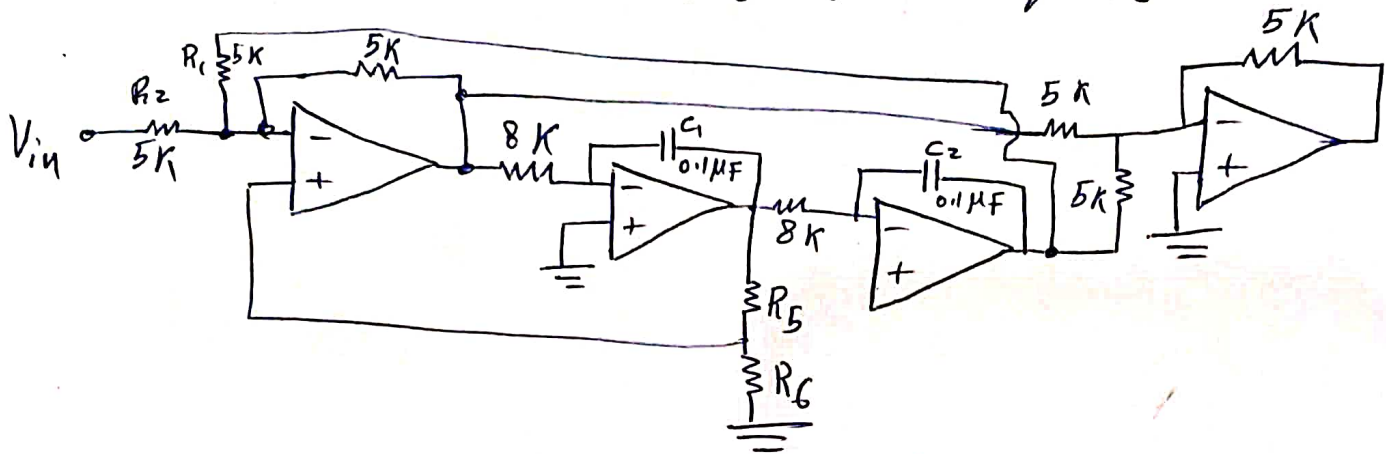 5K
R1 5K
5K
R2
5K
Vin
5K
8K
C1
0.1μF
C2
0.1μF
5K
8K
-
+
-
+
-
+
-
+
R5
R6